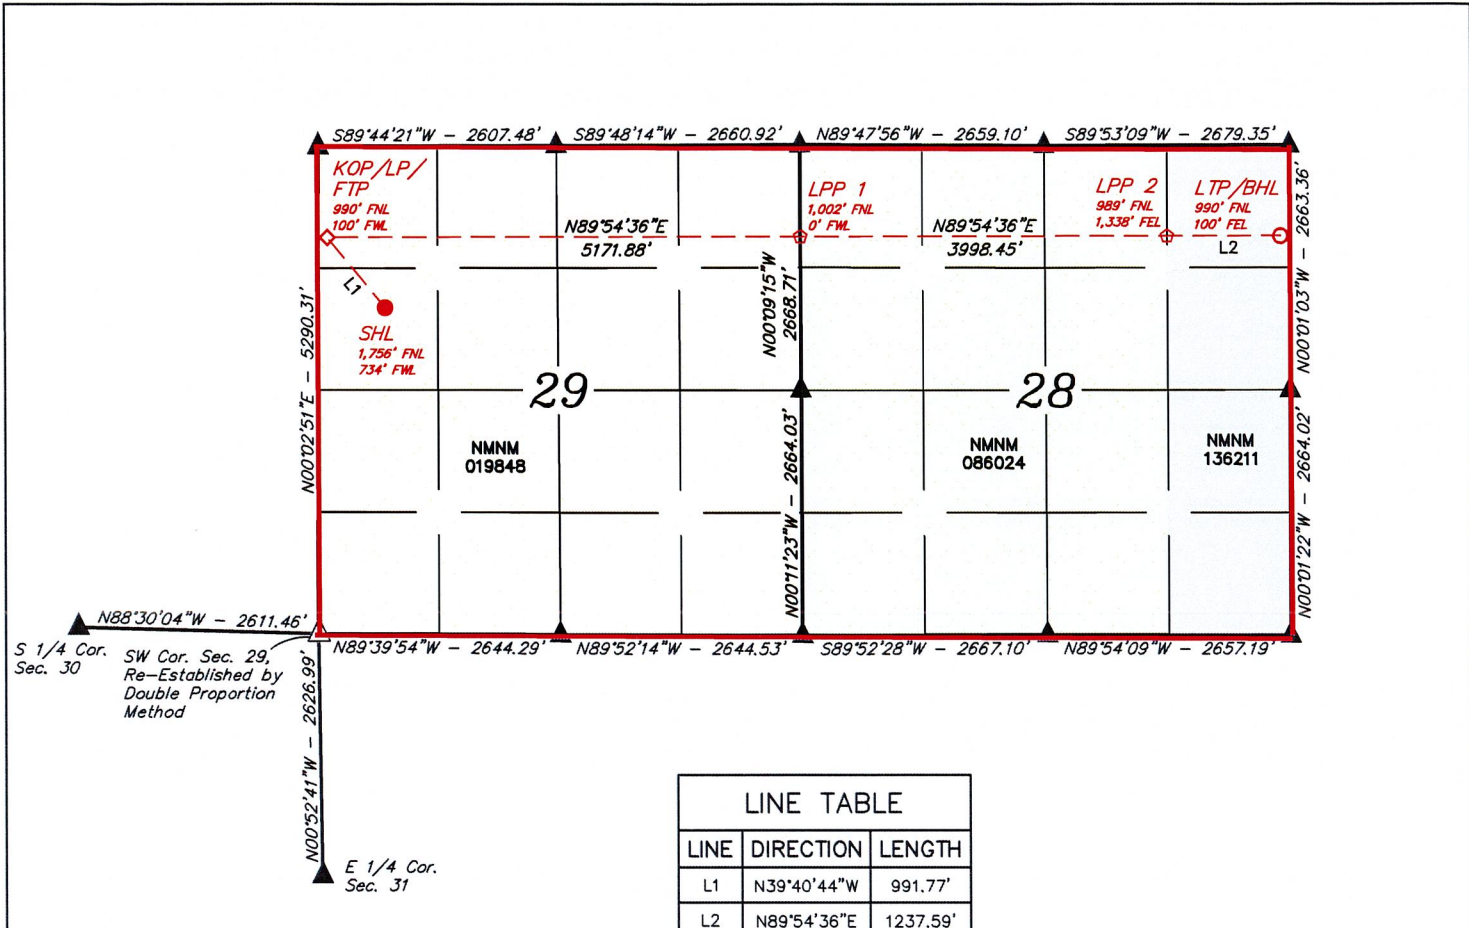 S89°44'21"W - 2607.48'
S89°48'14"W - 2660.92'
N89°47'56"W - 2659.10'
S89°53'09"W - 2679.35'
KOP/LP/
FTP
990' FNL
100' FWL
N89°54'36"E
5171.88'
LPP 1
1,002' FNL
0' FWL
N89°54'36"E
3998.45'
LPP 2
989' FNL
1,338' FEL
LTP/BHL
990' FNL
100' FEL
L2
N00°01'03"W - 2663.36'
L1
SHL
1,756' FNL
734' FWL
N00°09'15"W
2668.71'
N00°02'51"E - 5290.31'
29
28
NMNM
019848
NMNM
086024
NMNM
136211
N00°11'23"W - 2664.03'
N00°01'22"W - 2664.02'
N88°30'04"W - 2611.46'
S 1/4 Cor.
Sec. 30
SW Cor. Sec. 29,
Re-Established by
Double Proportion
Method
N89°39'54"W - 2644.29'
N89°52'14"W - 2644.53'
S89°52'28"W - 2667.10'
N89°54'09"W - 2657.19'
N00°52'41"W - 2626.99'
E 1/4 Cor.
Sec. 31
LINE TABLE
LINE DIRECTION LENGTH
L1 N39°40'44"W 991.77'
L2 N89°54'36"E 1237.59'